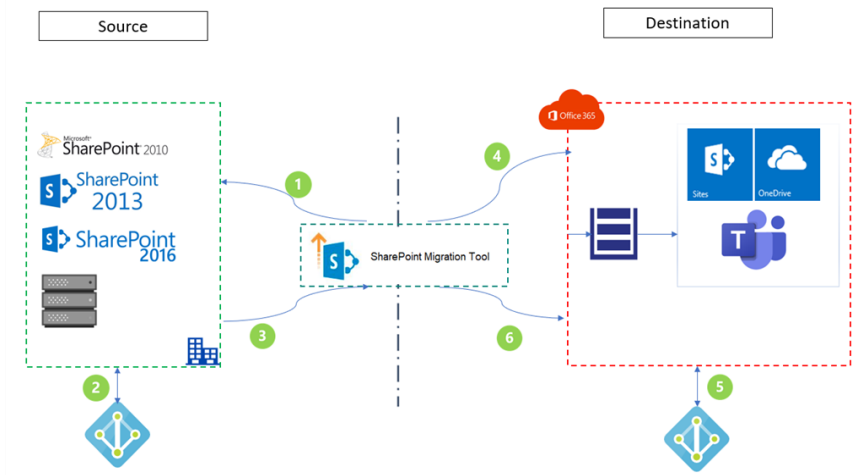 Source
Destination
Office 365
Microsoft®
SharePoint 2010
SharePoint
2013
SharePoint
2016
S
S
S
Sites
OneDrive
T
1
4
S
SharePoint Migration Tool
3
6
2
5